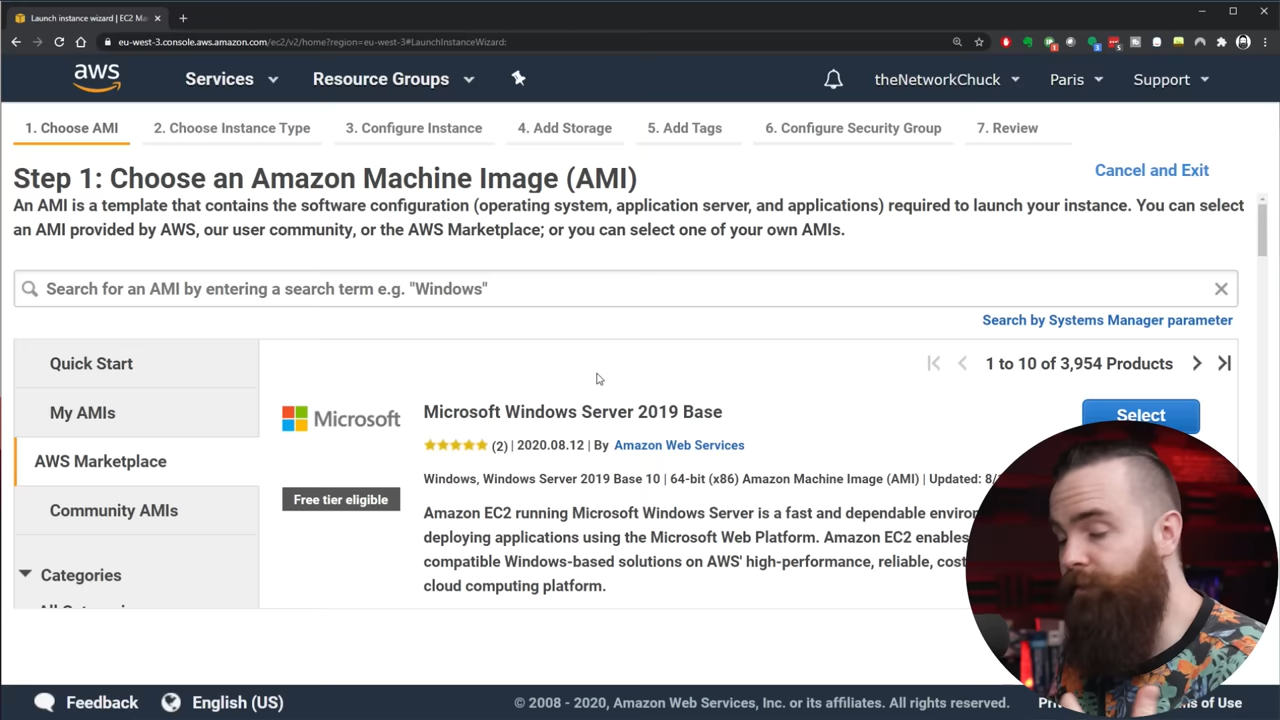 Launch instance wizard | EC2 Ma
eu-west-3.console.aws.amazon.com/ec2/v2/home?region=eu-west-3#LaunchInstanceWizard:
aws
Services
Resource Groups
theNetworkChuck
Paris
Support
1. Choose AMI
2. Choose Instance Type
3. Configure Instance
4. Add Storage
5. Add Tags
6. Configure Security Group
7. Review
Step 1: Choose an Amazon Machine Image (AMI)
Cancel and Exit
An AMI is a template that contains the software configuration (operating system, application server, and applications) required to launch your instance. You can select
an AMI provided by AWS, our user community, or the AWS Marketplace; or you can select one of your own AMIs.
Search for an AMI by entering a search term e.g. "Windows"
Search by Systems Manager parameter
Quick Start
My AMIs
AWS Marketplace
Community AMIs
Categories
1 to 10 of 3,954 Products
Microsoft
Microsoft Windows Server 2019 Base
Select
(2) | 2020.08.12 | By Amazon Web Services
Windows, Windows Server 2019 Base 10 | 64-bit (x86) Amazon Machine Image (AMI) | Updated: 8/
Free tier eligible
Amazon EC2 running Microsoft Windows Server is a fast and dependable
deploying applications using the Microsoft Web Platform. Amazon EC2 enables
compatible Windows-based solutions on AWS' high-performance, reliable,
cloud computing platform.
Feedback
English (US)
© 2008 - 2020, Amazon Web Services, Inc. or its affiliates. All rights reserved.
of Use